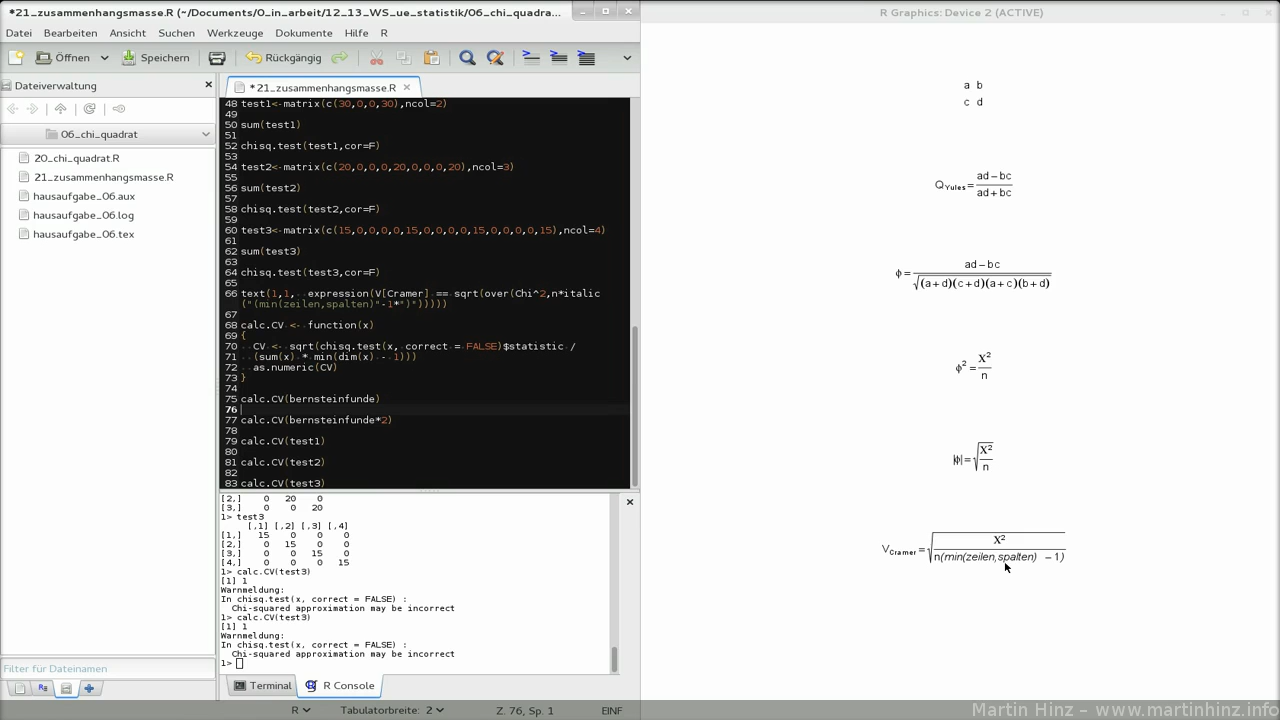 *21_zusammenhangsmasse.R (~/Documents/O_in_arbeit/12_13_WS_ue_statistik/06_chi_quadra...
R Graphics: Device 2 (ACTIVE)
Datei Bearbeiten Ansicht Suchen Werkzeuge Dokumente Hilfe R
Öffnen Speichern Rückgängig
Dateiverwaltung
*21_zusammenhangsmasse.R
06_chi_quadrat
20_chi_quadrat.R
21_zusammenhangsmasse.R
hausaufgabe_06.aux
hausaufgabe_06.log
hausaufgabe_06.tex
Filter für Dateinamen
48 test1<-matrix(c(30,0,0,30),ncol=2)
49
50 sum(test1)
51
52 chisq.test(test1,cor=F)
53
54 test2<-matrix(c(20,0,0,0,20,0,0,0,20),ncol=3)
55
56 sum(test2)
57
58 chisq.test(test2,cor=F)
59
60 test3<-matrix(c(15,0,0,0,0,15,0,0,0,0,15,0,0,0,0,15),ncol=4)
61
62 sum(test3)
63
64 chisq.test(test3,cor=F)
65
66 text(1,1, expression(V[Cramer] == sqrt(over(Chi^2,n*italic
("(min(zeilen,spalten)"-1*")")))))
67
68 calc.CV <- function(x)
69 {
70 CV <- sqrt(chisq.test(x, correct = FALSE)$statistic /
71 (sum(x) * min(dim(x) - 1)))
72 as.numeric(CV)
73 }
74
75 calc.CV(bernsteinfunde)
76
77 calc.CV(bernsteinfunde*2)
78
79 calc.CV(test1)
80
81 calc.CV(test2)
82
83 calc.CV(test3)
[2,] 0 20 0
[3,] 0 0 20
1> test3
[,1] [,2] [,3] [,4]
[1,] 15 0 0 0
[2,] 0 15 0 0
[3,] 0 0 15 0
[4,] 0 0 0 15
1> calc.CV(test3)
[1] 1
Warnmeldung:
In chisq.test(x, correct = FALSE) :
Chi-squared approximation may be incorrect
1> calc.CV(test3)
[1] 1
Warnmeldung:
In chisq.test(x, correct = FALSE) :
Chi-squared approximation may be incorrect
1>
Terminal R Console
R Tabulatorbreite: 2 Z. 76, Sp. 1 EINF
a b
c d
Q Yules = ad − bc
ad + bc
ϕ = ad − bc
√(a + d)(c + d)(a + c)(b + d)
ϕ² = X²
n
|ϕ| = √X²
n
V Cramer = √X²
n(min(zeilen,spalten) − 1)
Martin Hinz - www.martinhinz.info